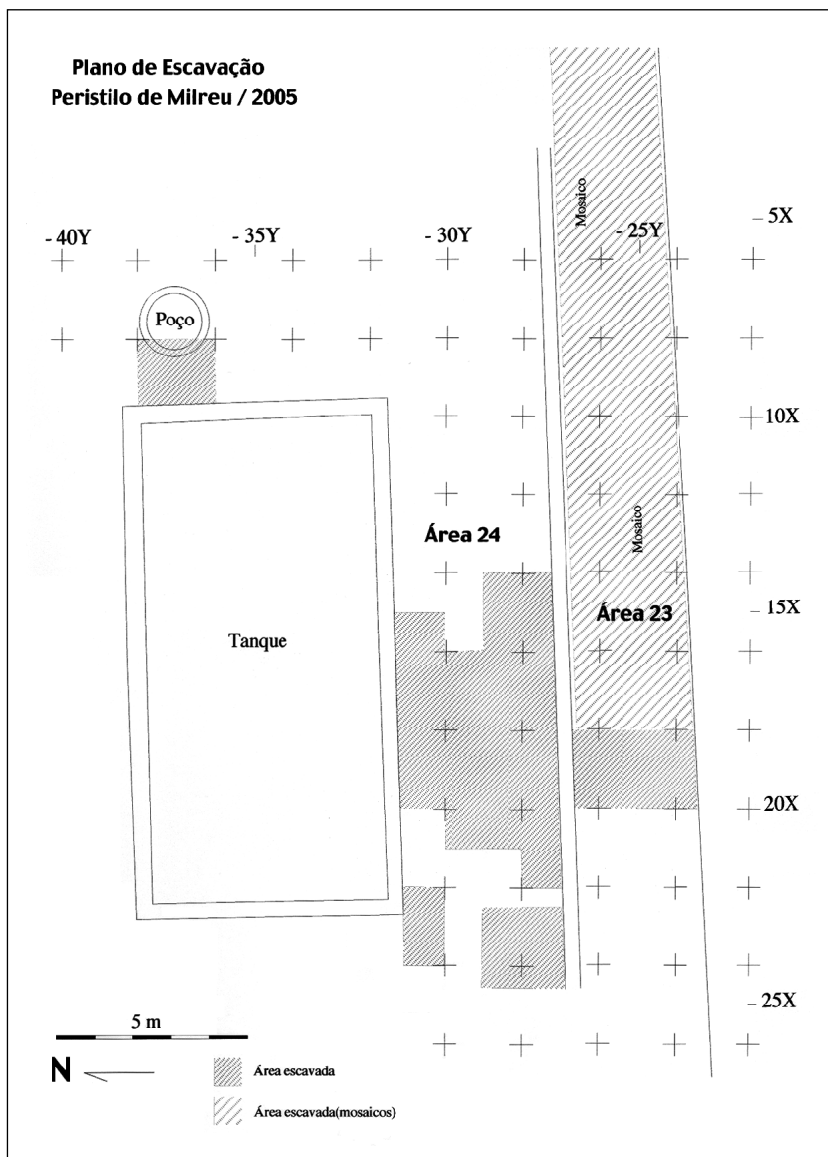 Plano de Escavação
Peristilo de Milreu / 2005
Mosaico
- 5X
- 40Y
- 35Y
- 30Y
- 25Y
Poço
10X
Mosaico
Área 24
15X
Área 23
Tanque
20X
25X
5 m
N
Área escavada
Área escavada(mosaicos)